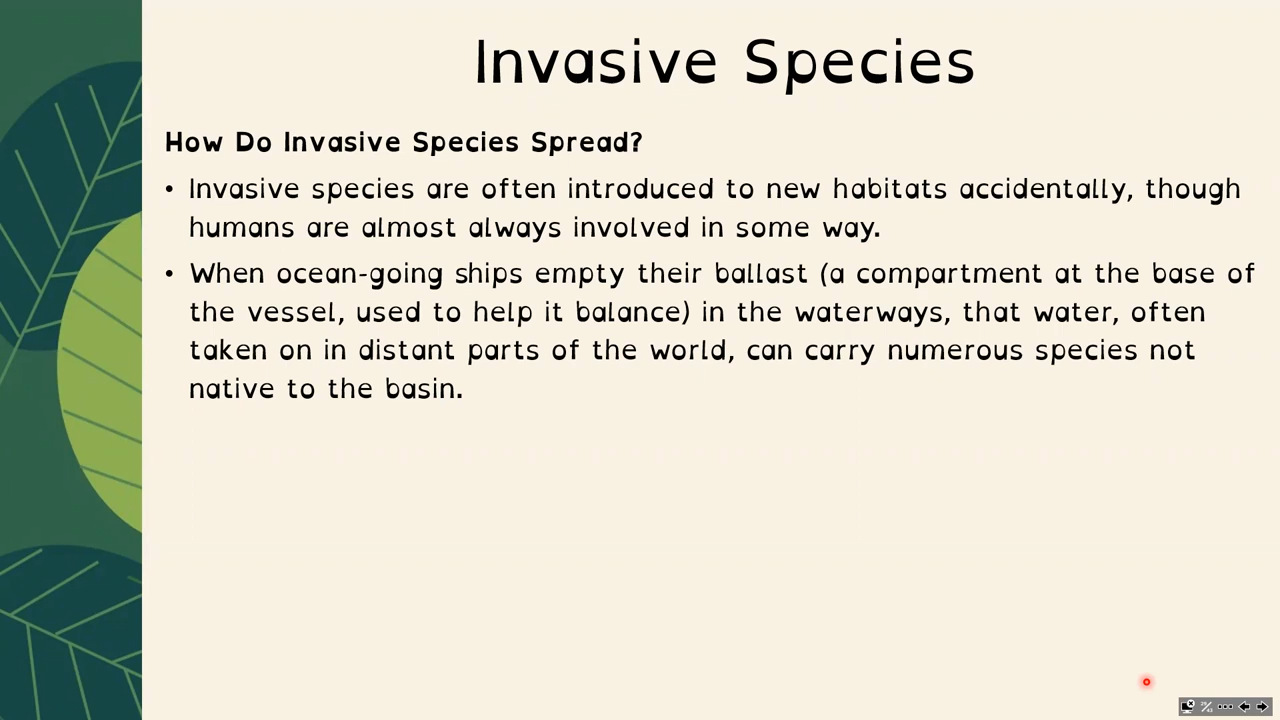 Invasive Species
How Do Invasive Species Spread?
• Invasive species are often introduced to new habitats accidentally, though
humans are almost always involved in some way.
• When ocean-going ships empty their ballast (a compartment at the base of
the vessel, used to help it balance) in the waterways, that water, often
taken on in distant parts of the world, can carry numerous species not
native to the basin.